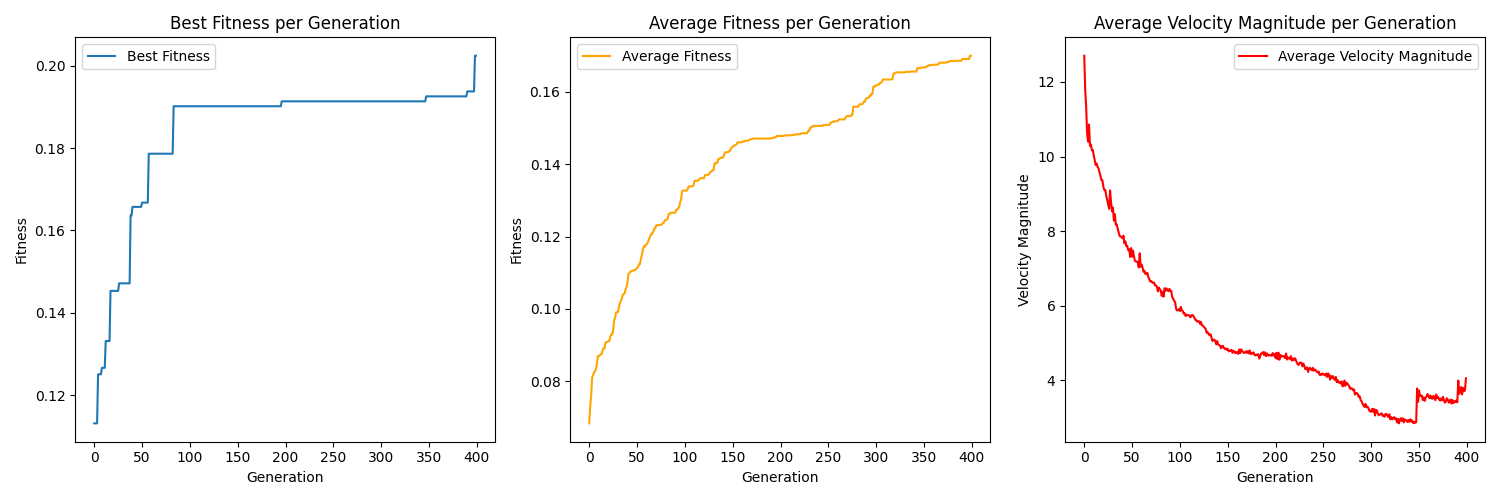 Best Fitness per Generation
Best Fitness
0.20
0.18
0.16
0.14
0.12
Fitness
0 50 100 150 200 250 300 350 400
Generation
Average Fitness per Generation
Average Fitness
0.16
0.14
0.12
0.10
0.08
Fitness
0 50 100 150 200 250 300 350 400
Generation
Average Velocity Magnitude per Generation
Average Velocity Magnitude
12
10
8
6
4
Velocity Magnitude
0 50 100 150 200 250 300 350 400
Generation